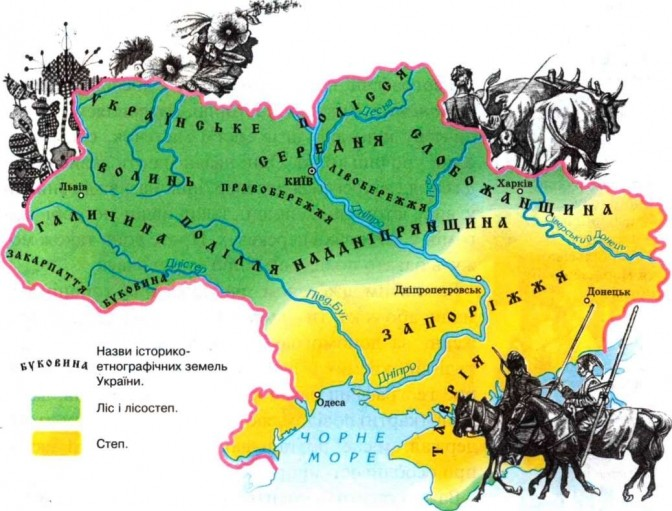 УКРАЇНСЬКЕ ПОЛІССЯ
Десна
СЕРЕДНЯ
СЛОБОЖАНЩИНА
ВОЛИНЬ
КИЇВ
ЛІВОБЕРЕЖЖЯ
Харків
Львів
ПРАВОБЕРЕЖЖЯ
Дніпро
ГАЛИЧИНА
ПОДІЛЛЯ
НАДДНІПРЯНЩИНА
Сіверський Донець
ЗАКАРПАТТЯ
Дністер
БУКОВИНА
Півд. Буг
Дніпропетровськ
Донецьк
ЗАПОРІЖЖЯ
Дніпро
ТАВРІЯ
Одеса
ЧОРНЕ
МОРЕ
БУКОВИНА
Назви історико-
етнографічних земель
України.
Ліс і лісостеп.
Степ.